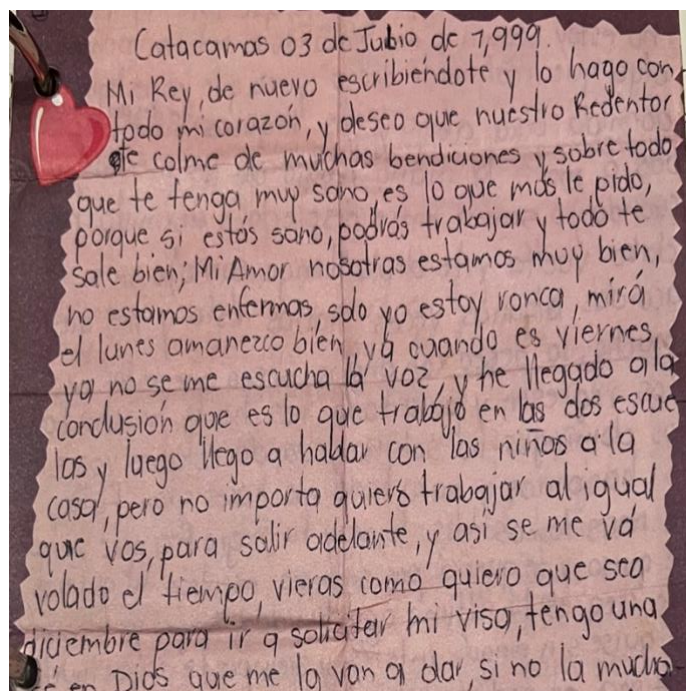 Catacamas 03 de Jubio de 1,999.
Mi Rey, de nuevo escribiéndote y lo hago con
todo mi corazón, y deseo que nuestro Redentor
te colme de muchas bendiciones y sobre todo
que te tenga muy sano, es lo que más le pido,
porque si estás sano, podrás trabajar y todo te
sale bien; Mi Amor nosotras estamos muy bien,
no estamos enfermas, solo yo estoy ronca, mirá
el lunes amanezco bien, ya cuando es viernes,
ya no se me escucha la voz, y he llegado a la
conclusión que es lo que trabajo en las dos escue
las y luego llego a hablar con las niñas a la
casa, pero no importa quiero trabajar al igual
que vos, para salir adelante, y así se me vá
volado el tiempo, vieras como quiero que sea
diciembre para ir a solicitar mi visa, tengo una
fé en Dios que me la van a dar, si no la mucha